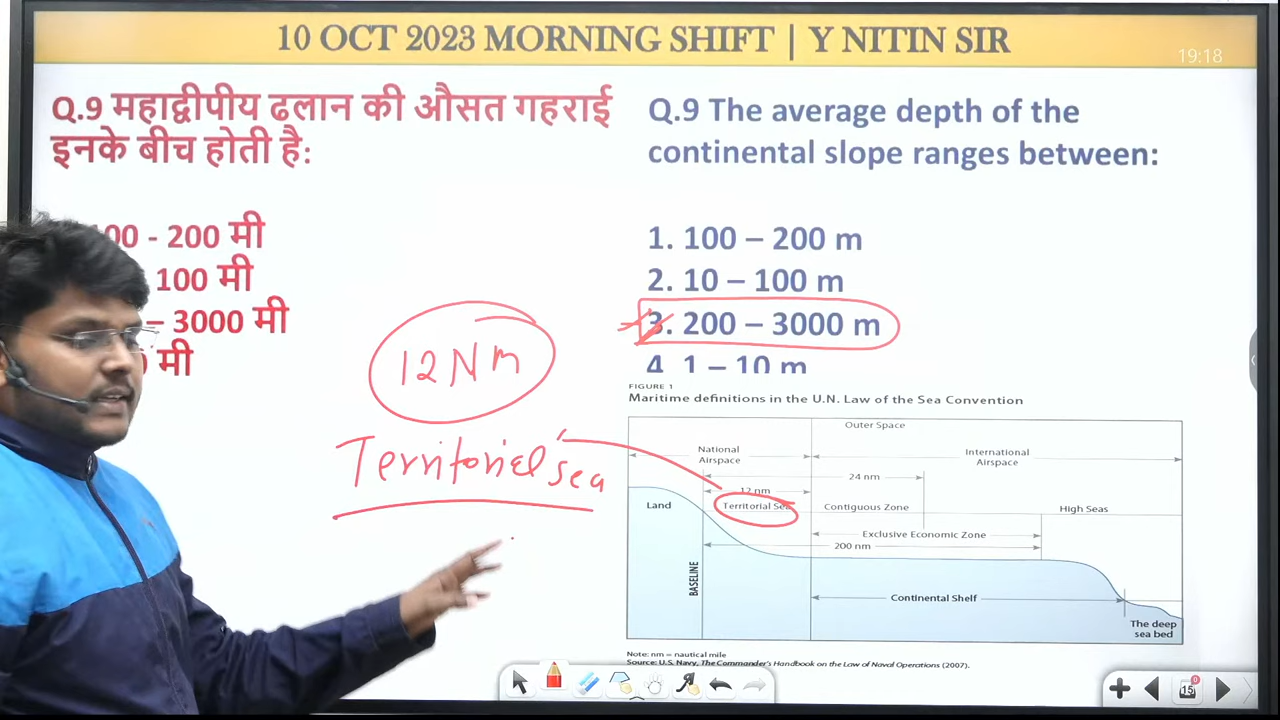 10 OCT 2023 MORNING SHIFT | Y NITIN SIR
19:18
Q.9 महाद्वीपीय ढलान की औसत गहराई
इनके बीच होती है:
- 200 मी
100 मी
– 3000 मी
मी
Q.9 The average depth of the
continental slope ranges between:
1. 100 – 200 m
2. 10 – 100 m
3. 200 – 3000 m
4 1 – 10 m
12 Nm
Territorial sea
FIGURE 1
Maritime definitions in the U.N. Law of the Sea Convention
Outer Space
National
Airspace
International
Airspace
24 nm
12 nm
Land
Territorial Sea
Contiguous Zone
High Seas
Exclusive Economic Zone
200 nm
BASELINE
Continental Shelf
The deep
sea bed
Note: nm = nautical mile
Source: U.S. Navy, The Commander's Handbook on the Law of Naval Operations (2007).
15
0